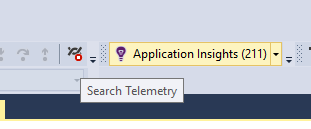 Application Insights (211)
Search Telemetry